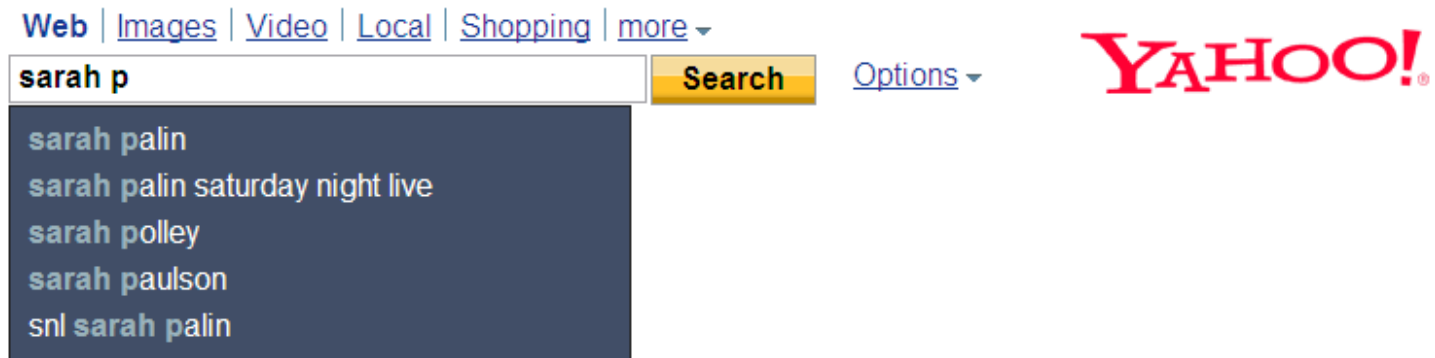 Web | Images | Video | Local | Shopping | more
sarah p Search Options YAHOO!®
sarah palin
sarah palin saturday night live
sarah polley
sarah paulson
snl sarah palin